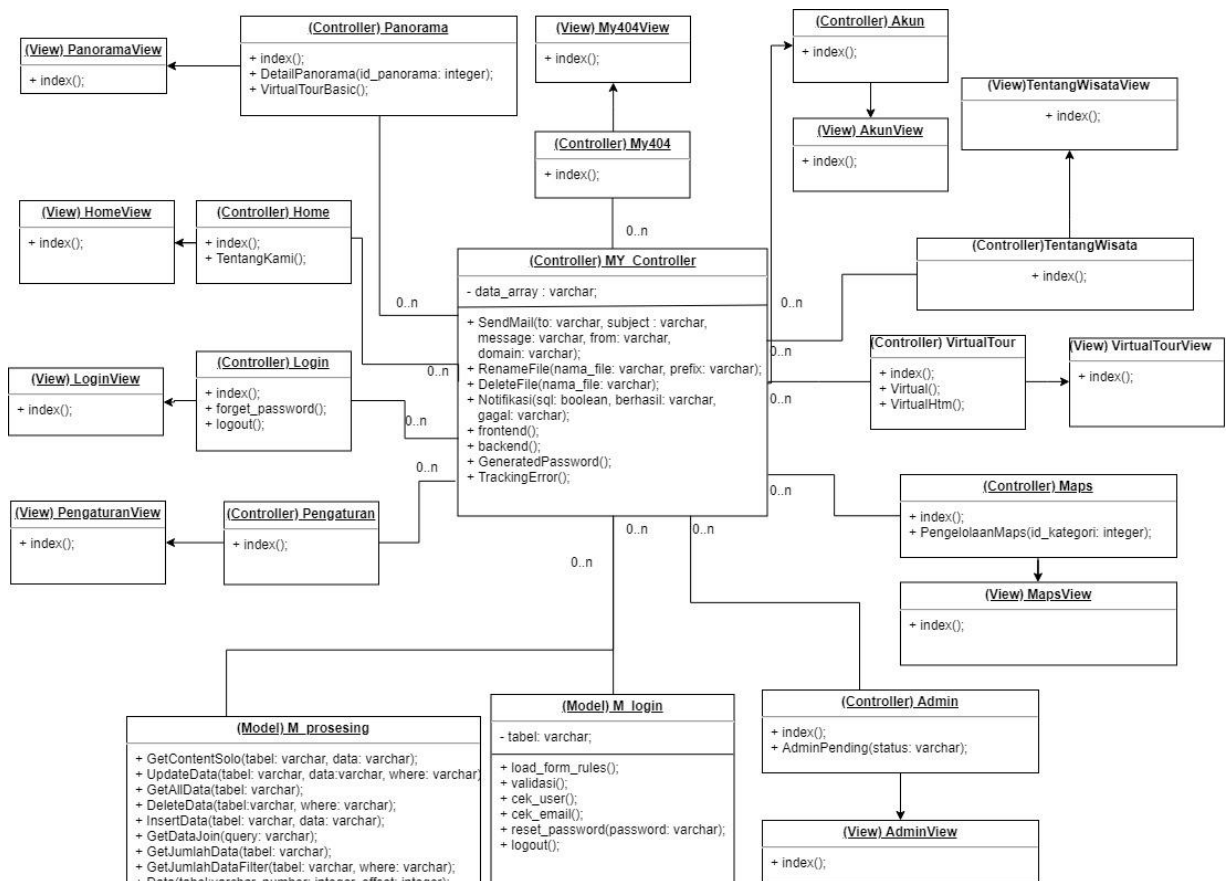 (Controller) Panorama
+ index();
+ DetailPanorama(id_panorama: integer);
+ VirtualTourBasic();
(View) PanoramaView
+ index();
(View) My404View
+ index();
(Controller) My404
+ index();
0..n
(Controller) Akun
+ index();
(View) AkunView
+ index();
(View)TentangWisataView
+ index();
(Controller)TentangWisata
+ index();
(View) HomeView
+ index();
(Controller) Home
+ index();
+ TentangKami();
0..n
(Controller) MY_Controller
- data_array : varchar;
+ SendMail(to: varchar, subject : varchar,
message: varchar, from: varchar,
domain: varchar);
+ RenameFile(nama_file: varchar, prefix: varchar);
+ DeleteFile(nama_file: varchar);
+ Notifikasi(sql: boolean, berhasil: varchar,
gagal: varchar);
+ frontend();
+ backend();
+ GeneratedPassword();
+ TrackingError();
0..n
0..n
0..n
(Controller) VirtualTour
+ index();
+ Virtual();
+ VirtualHtm();
(View) VirtualTourView
+ index();
(View) LoginView
+ index();
(Controller) Login
+ index();
+ forget_password();
+ logout();
0..n
0..n
(View) PengaturanView
+ index();
(Controller) Pengaturan
+ index();
0..n
0..n
(Controller) Maps
+ index();
+ PengelolaanMaps(id_kategori: integer);
(View) MapsView
+ index();
0..n
0..n
0..n
(Model) M_prosesing
+ GetContentSolo(tabel: varchar, data: varchar);
+ UpdateData(tabel: varchar, data:varchar, where: varchar)
+ GetAllData(tabel: varchar);
+ DeleteData(tabel:varchar, where: varchar);
+ InsertData(tabel: varchar, data: varchar);
+ GetDataJoin(query: varchar);
+ GetJumlahData(tabel: varchar);
+ GetJumlahDataFilter(tabel: varchar, where: varchar);
(Model) M_login
- tabel: varchar;
+ load_form_rules();
+ validasi();
+ cek_user();
+ cek_email();
+ reset_password(password: varchar);
+ logout();
(Controller) Admin
+ index();
+ AdminPending(status: varchar);
(View) AdminView
+ index();